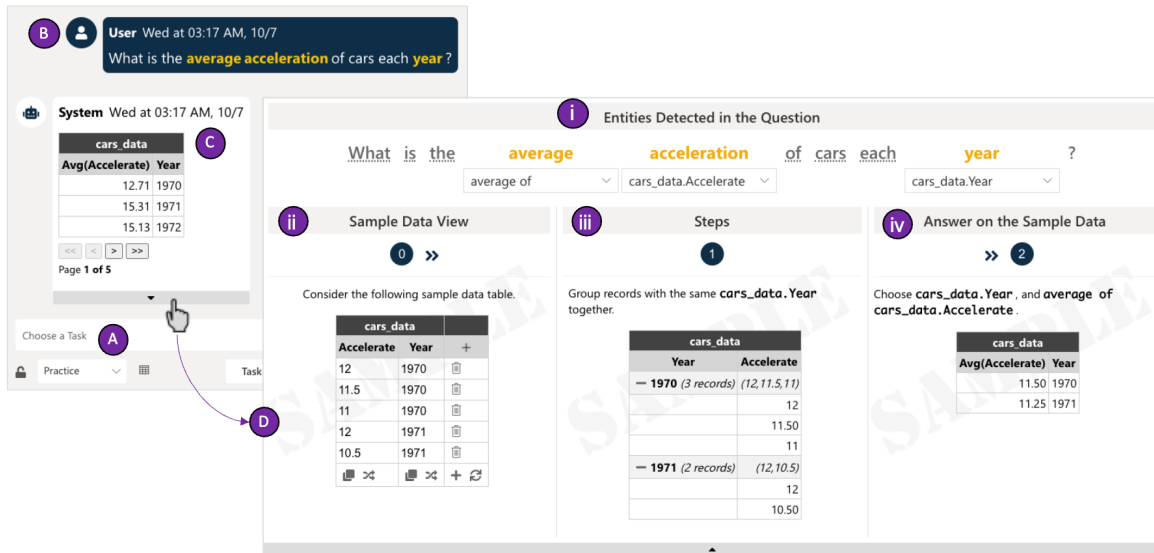 B
User Wed at 03:17 AM, 10/7
What is the average acceleration of cars each year ?
System Wed at 03:17 AM, 10/7
C
cars_data
Avg(Accelerate) Year
12.71 1970
15.31 1971
15.13 1972
<< < > >>
Page 1 of 5
Choose a Task
A
Practice
Task
D
i
Entities Detected in the Question
What is the average acceleration of cars each year ?
average of cars_data.Accelerate cars_data.Year
ii
Sample Data View
0 »
Consider the following sample data table.
cars_data
Accelerate Year +
12 1970
11.5 1970
11 1970
12 1971
10.5 1971
+
SAMPLE
iii
Steps
1
Group records with the same cars_data.Year
together.
cars_data
Year Accelerate
— 1970 (3 records) (12,11.5,11)
12
11.50
11
— 1971 (2 records) (12,10.5)
12
10.50
SAMPLE
iv
Answer on the Sample Data
» 2
Choose cars_data.Year , and average of
cars_data.Accelerate .
cars_data
Avg(Accelerate) Year
11.50 1970
11.25 1971
SAMPLE